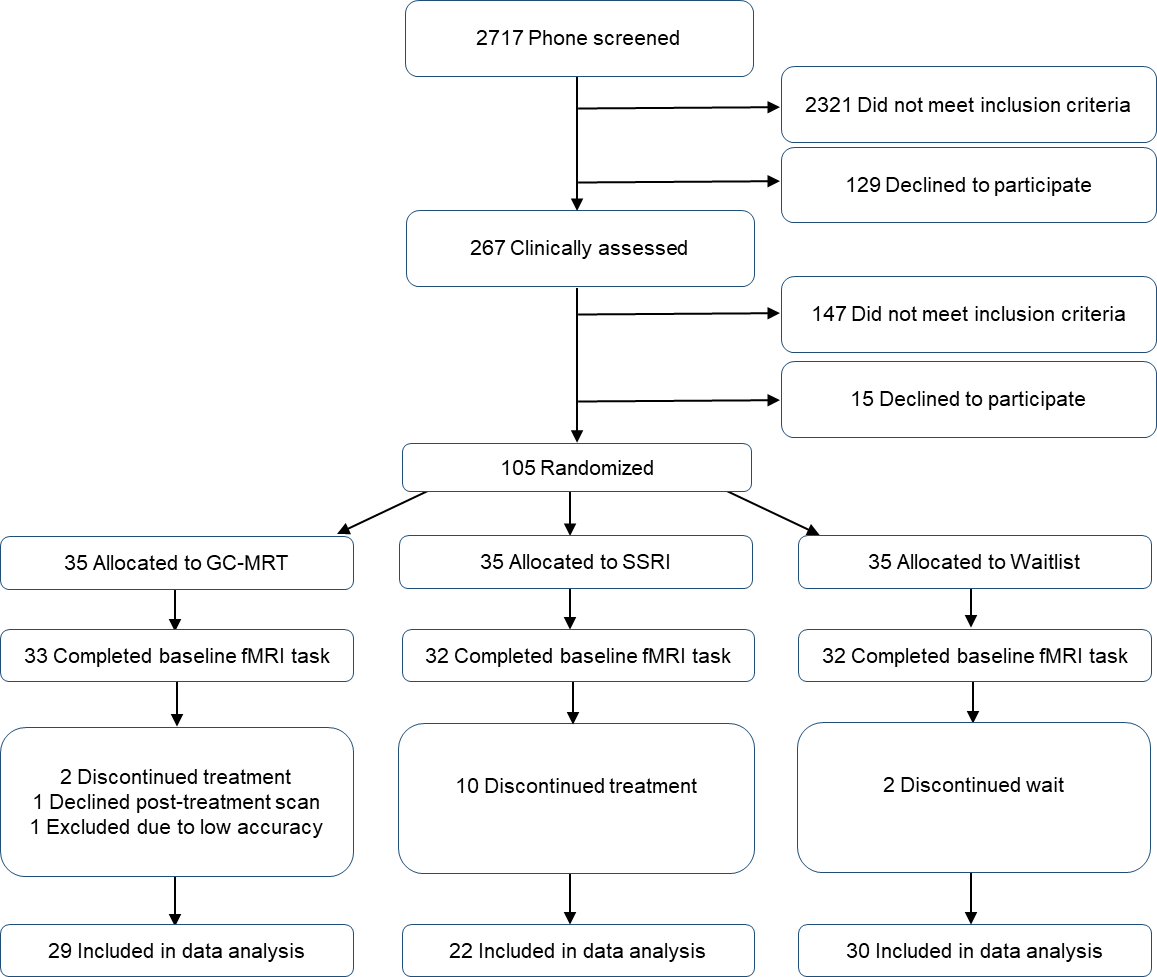 2717 Phone screened
2321 Did not meet inclusion criteria
129 Declined to participate
267 Clinically assessed
147 Did not meet inclusion criteria
15 Declined to participate
105 Randomized
35 Allocated to GC-MRT
35 Allocated to SSRI
35 Allocated to Waitlist
33 Completed baseline fMRI task
32 Completed baseline fMRI task
32 Completed baseline fMRI task
2 Discontinued treatment
1 Declined post-treatment scan
1 Excluded due to low accuracy
10 Discontinued treatment
2 Discontinued wait
29 Included in data analysis
22 Included in data analysis
30 Included in data analysis